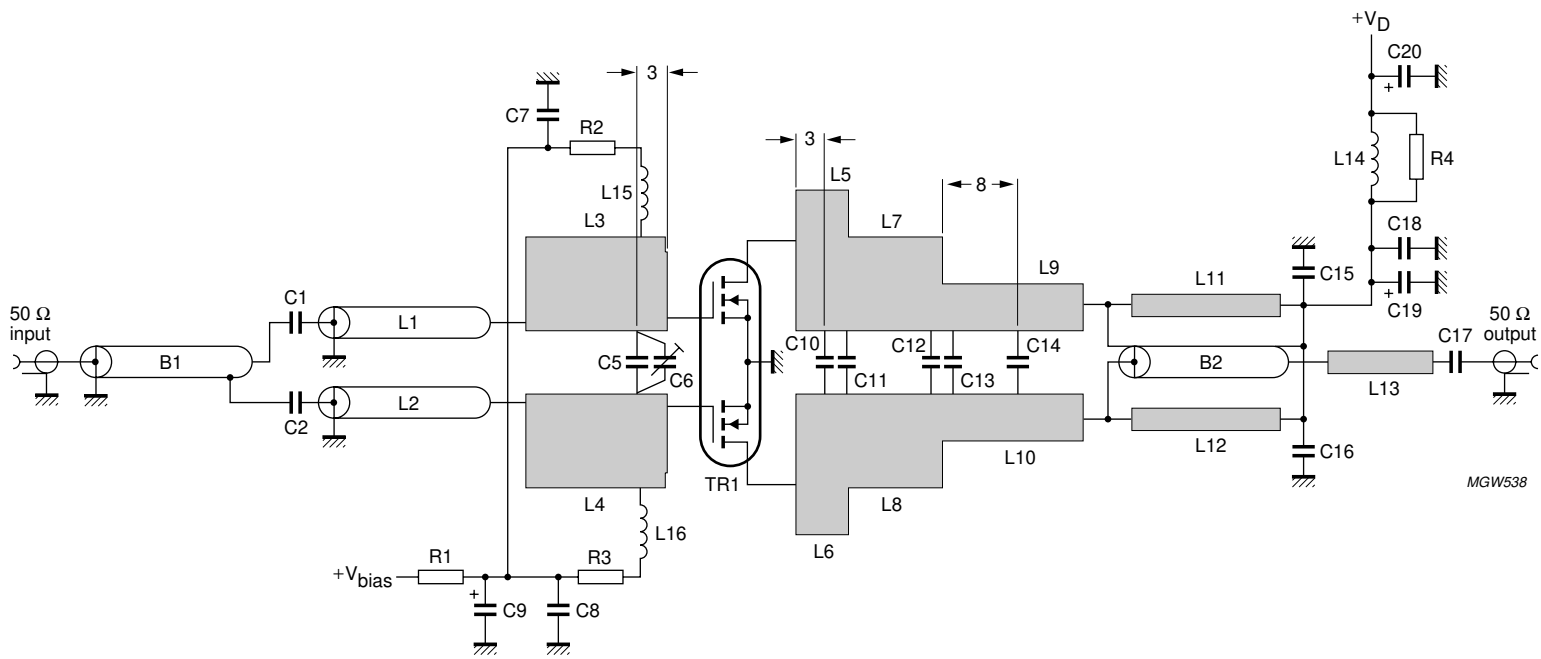 +VD
C20
+
3
C7
R2
3
L14
R4
L15
L5
8
L3
L7
C18
C1
L9
L11
C15
C19
+
50 Ω
input
L1
50 Ω
output
C17
B1
C5
C6
C10
C11
C12
C13
C14
B2
L13
L2
C2
L12
L10
C16
TR1
MGW538
L4
L8
L16
L6
R1
R3
+Vbias
+
C9
C8